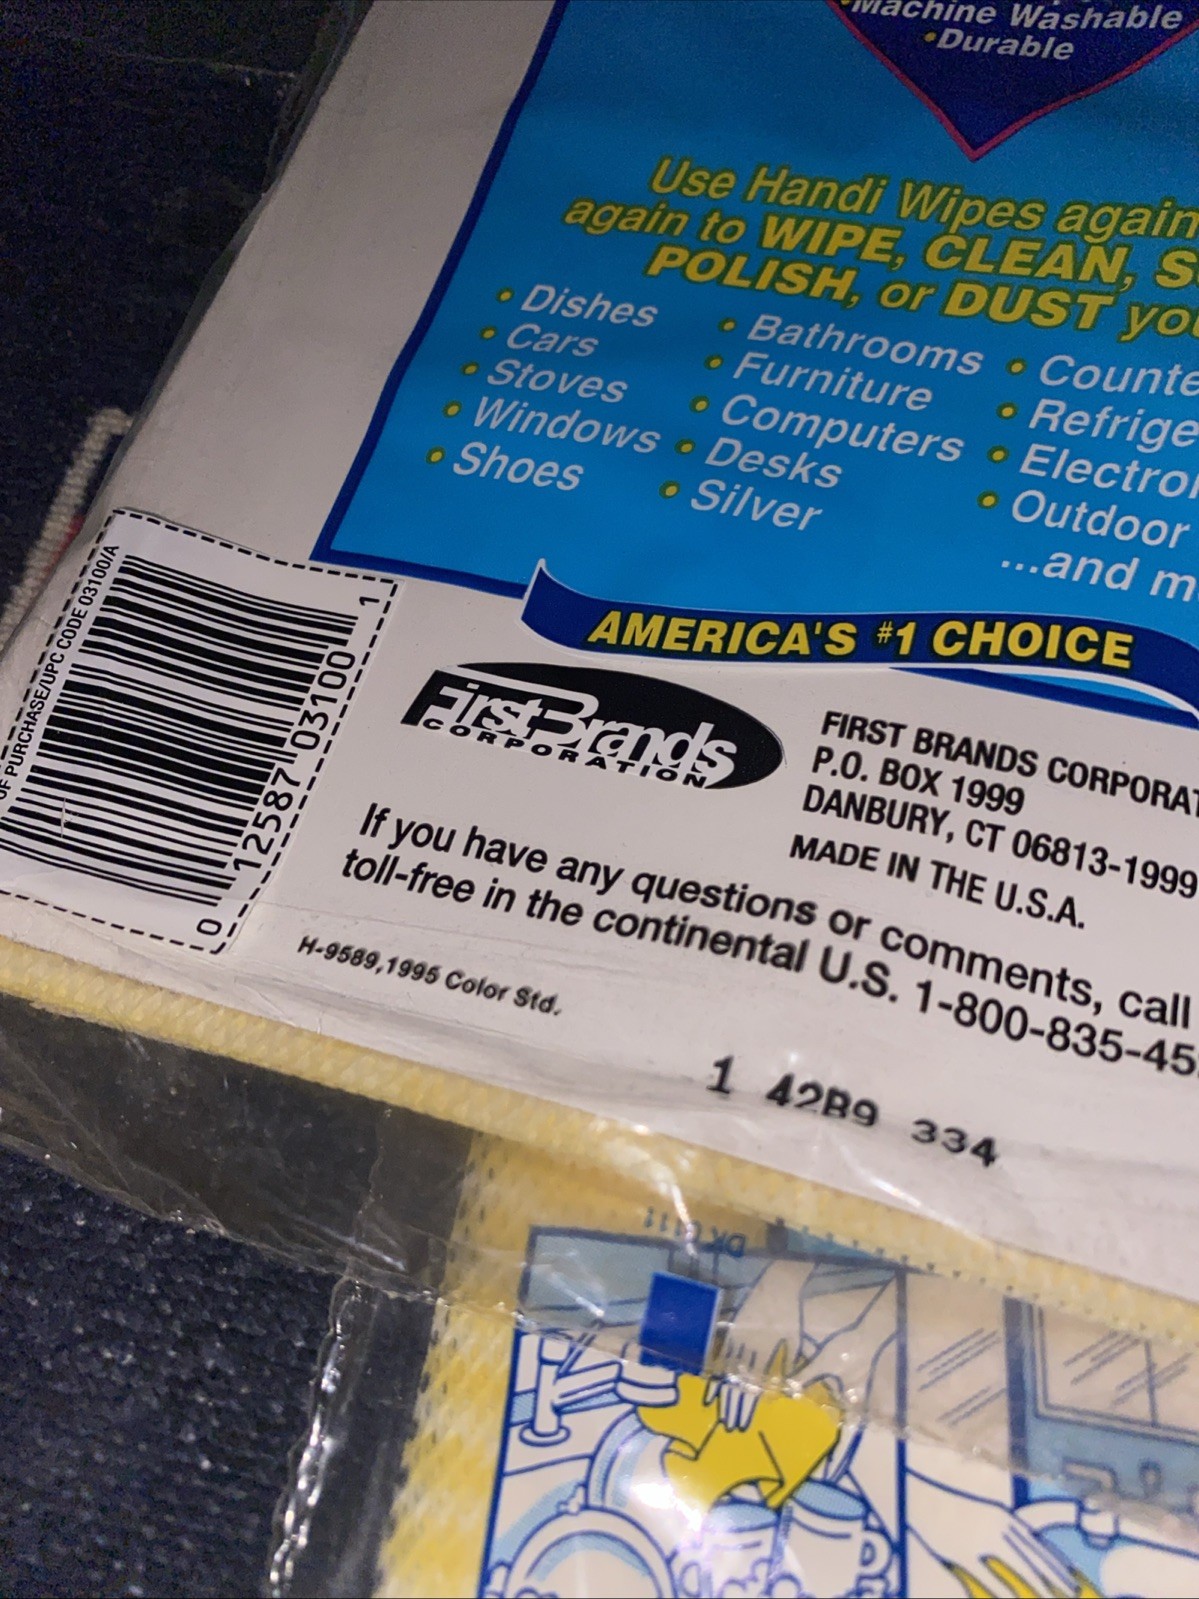 •Machine Washable
•Durable
Use Handi Wipes again
again to WIPE, CLEAN,
POLISH, or DUST
• Dishes
• Cars
• Stoves
• Windows
• Shoes
• Bathrooms
• Furniture
• Computers
• Desks
• Silver
• Counte
• Refrige
• Electro
• Outdoor
...and m
AMERICA'S #1 CHOICE
OF PURCHASE/UPC CODE 03100/A
0 12587 03100 1
FirstBrands
CORPORATION
FIRST BRANDS CORPORAT
P.O. BOX 1999
DANBURY, CT 06813-1999
MADE IN THE U.S.A.
If you have any questions or comments, call
toll-free in the continental U.S. 1-800-835-45
H-9589,1995 Color Std.
1 42B9 334